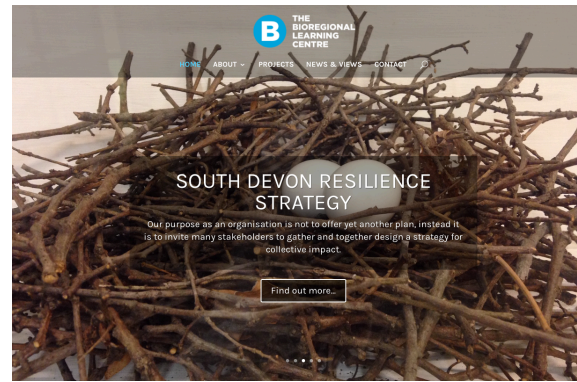 B
THE
BIOREGIONAL
LEARNING
CENTRE
HOME ABOUT PROJECTS NEWS & VIEWS CONTACT
SOUTH DEVON RESILIENCE
STRATEGY
Our purpose as an organisation is not to offer yet another plan, instead it
is to invite many stakeholders to gather and together design a strategy for
collective impact.
Find out more...